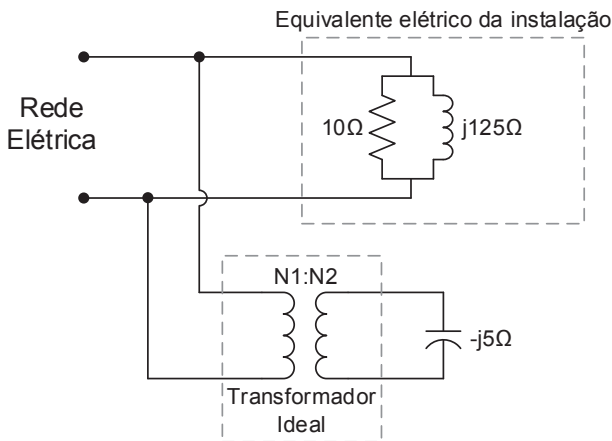 Equivalente elétrico da instalação
Rede
Elétrica
10Ω
j125Ω
N1:N2
-j5Ω
Transformador
Ideal